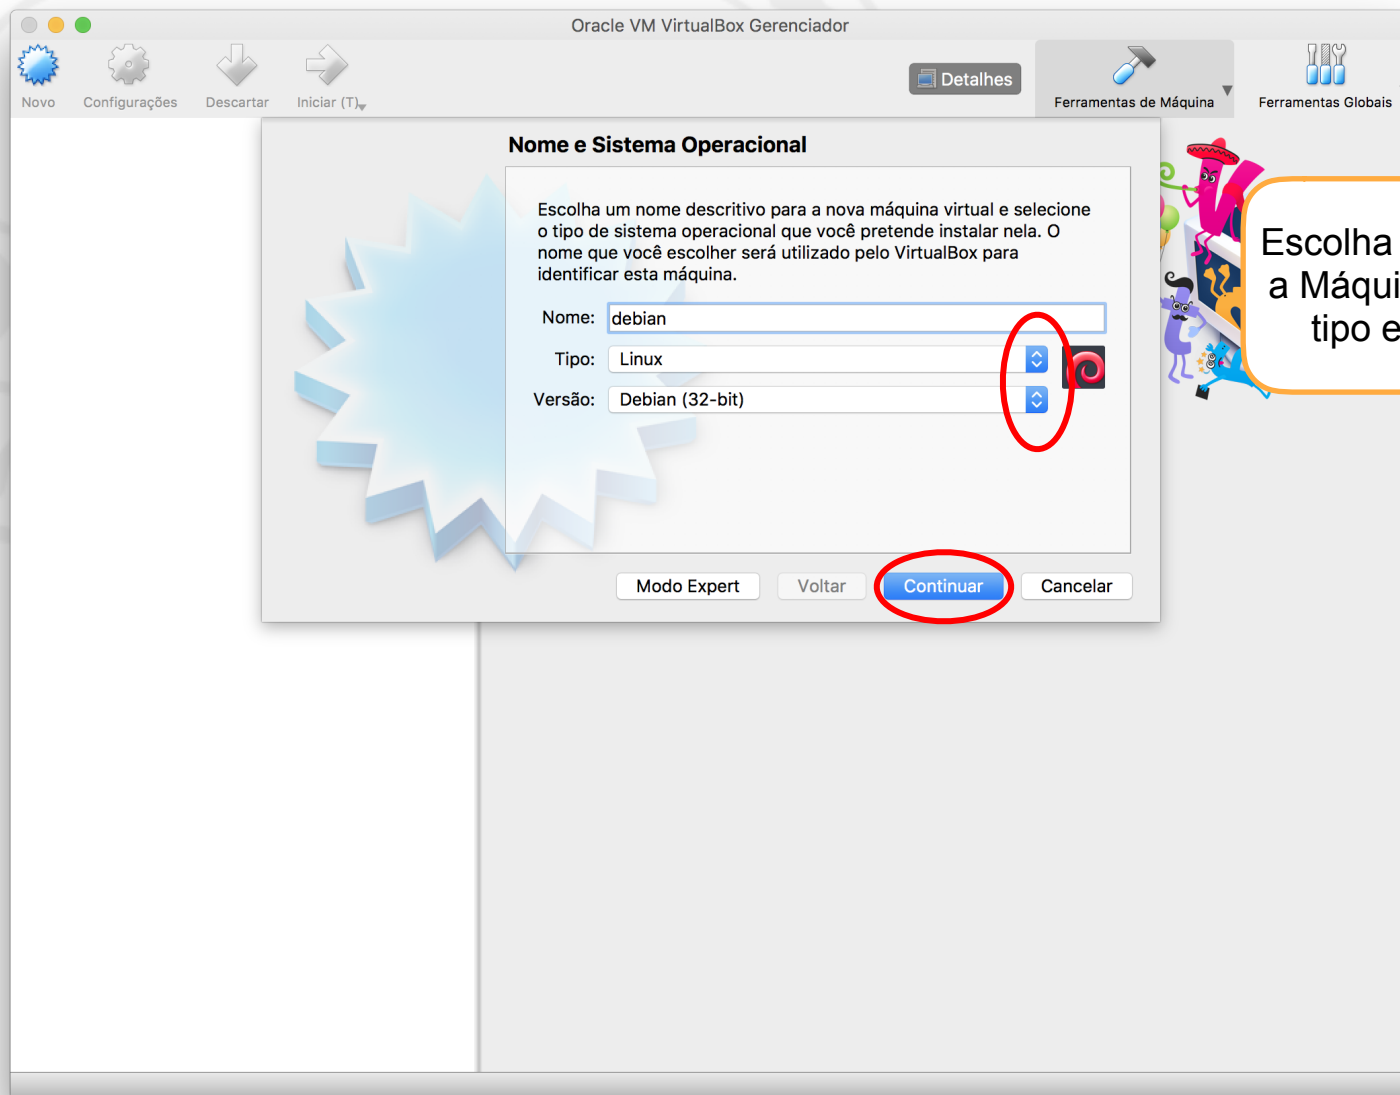 Oracle VM VirtualBox Gerenciador
Novo
Configurações
Descartar
Iniciar (T)
Detalhes
Ferramentas de Máquina
Ferramentas Globais
Nome e Sistema Operacional
Escolha um nome descritivo para a nova máquina virtual e selecione
o tipo de sistema operacional que você pretende instalar nela. O
nome que você escolher será utilizado pelo VirtualBox para
identificar esta máquina.
Nome: debian
Tipo: Linux
Versão: Debian (32-bit)
Modo Expert
Voltar
Continuar
Cancelar
Escolha
a Máqui
tipo e